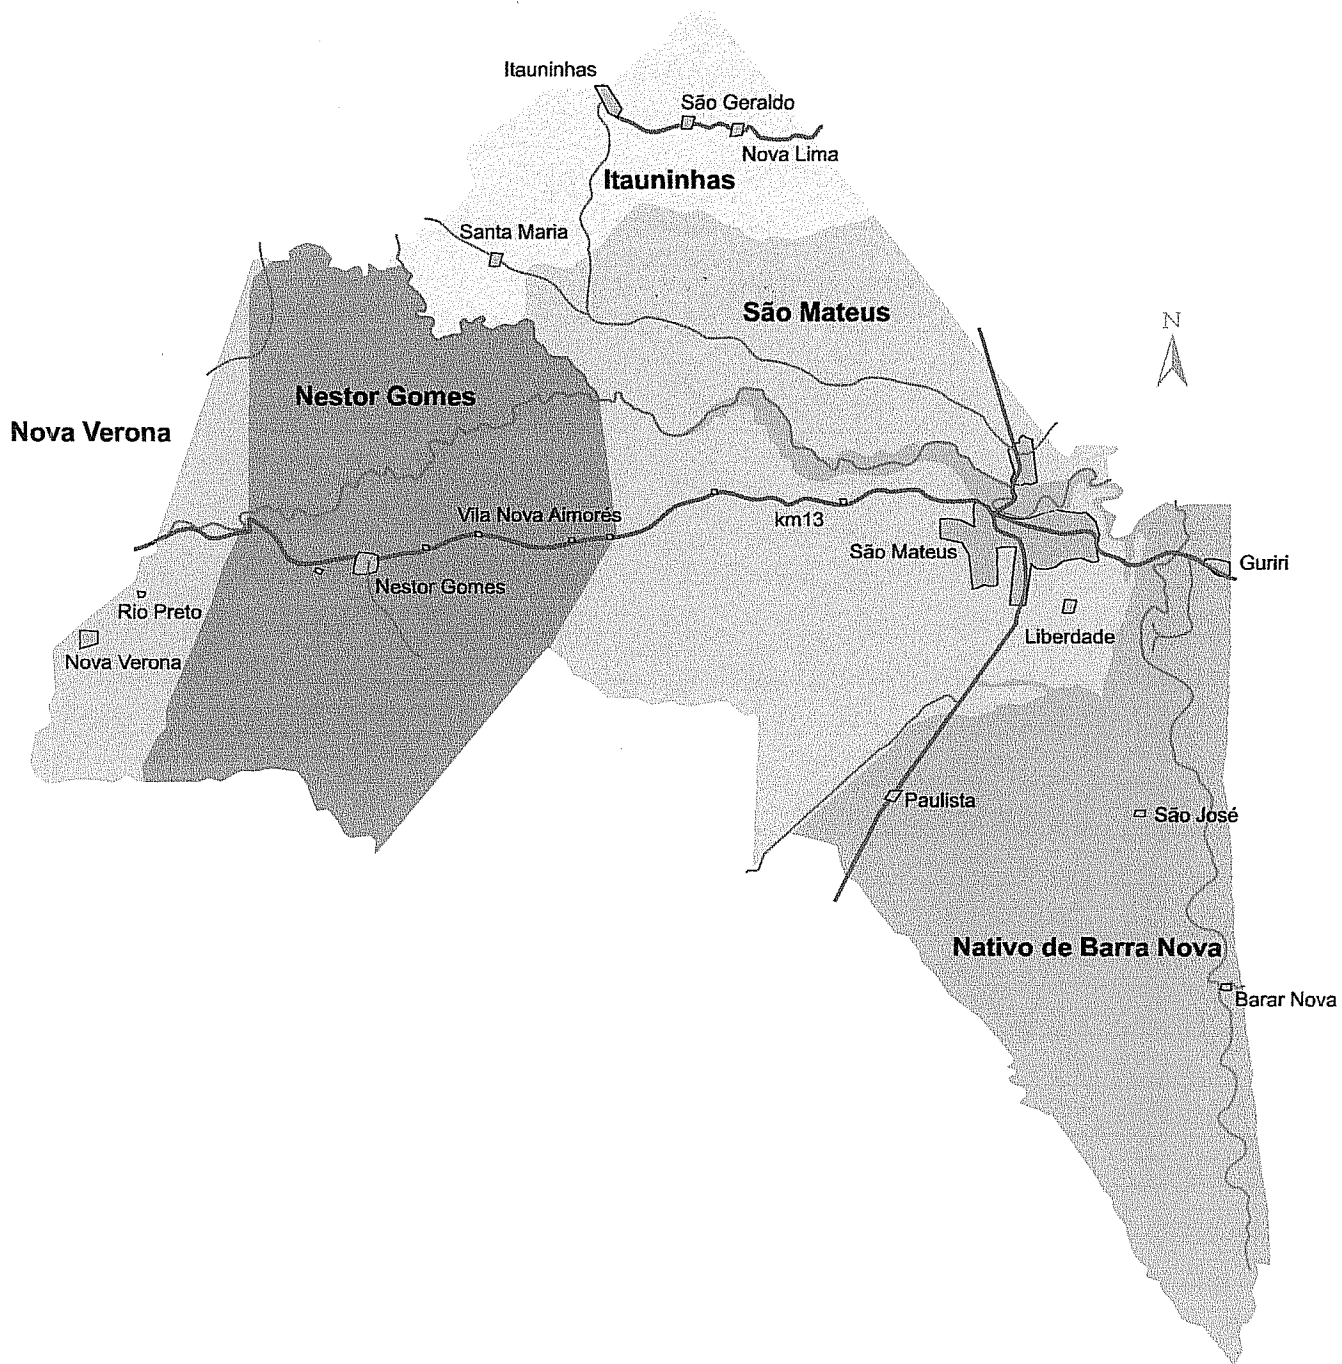 Itauninhas
São Geraldo
Nova Lima
Itauninhas
Santa Maria
São Mateus
N
Nestor Gomes
Nova Verona
Vila Nova Aimorés
km13
São Mateus
Guriri
Nestor Gomes
Rio Preto
Liberdade
Nova Verona
Paulista
São José
Nativo de Barra Nova
Barar Nova